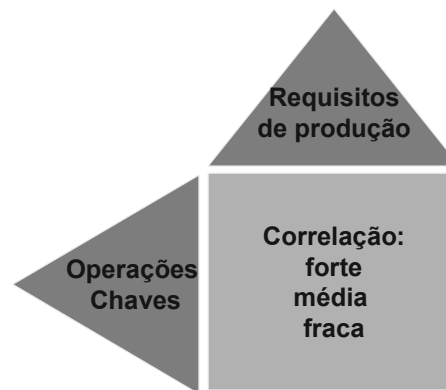 Requisitos
de produção
Operações
Chaves
Correlação:
forte
média
fraca